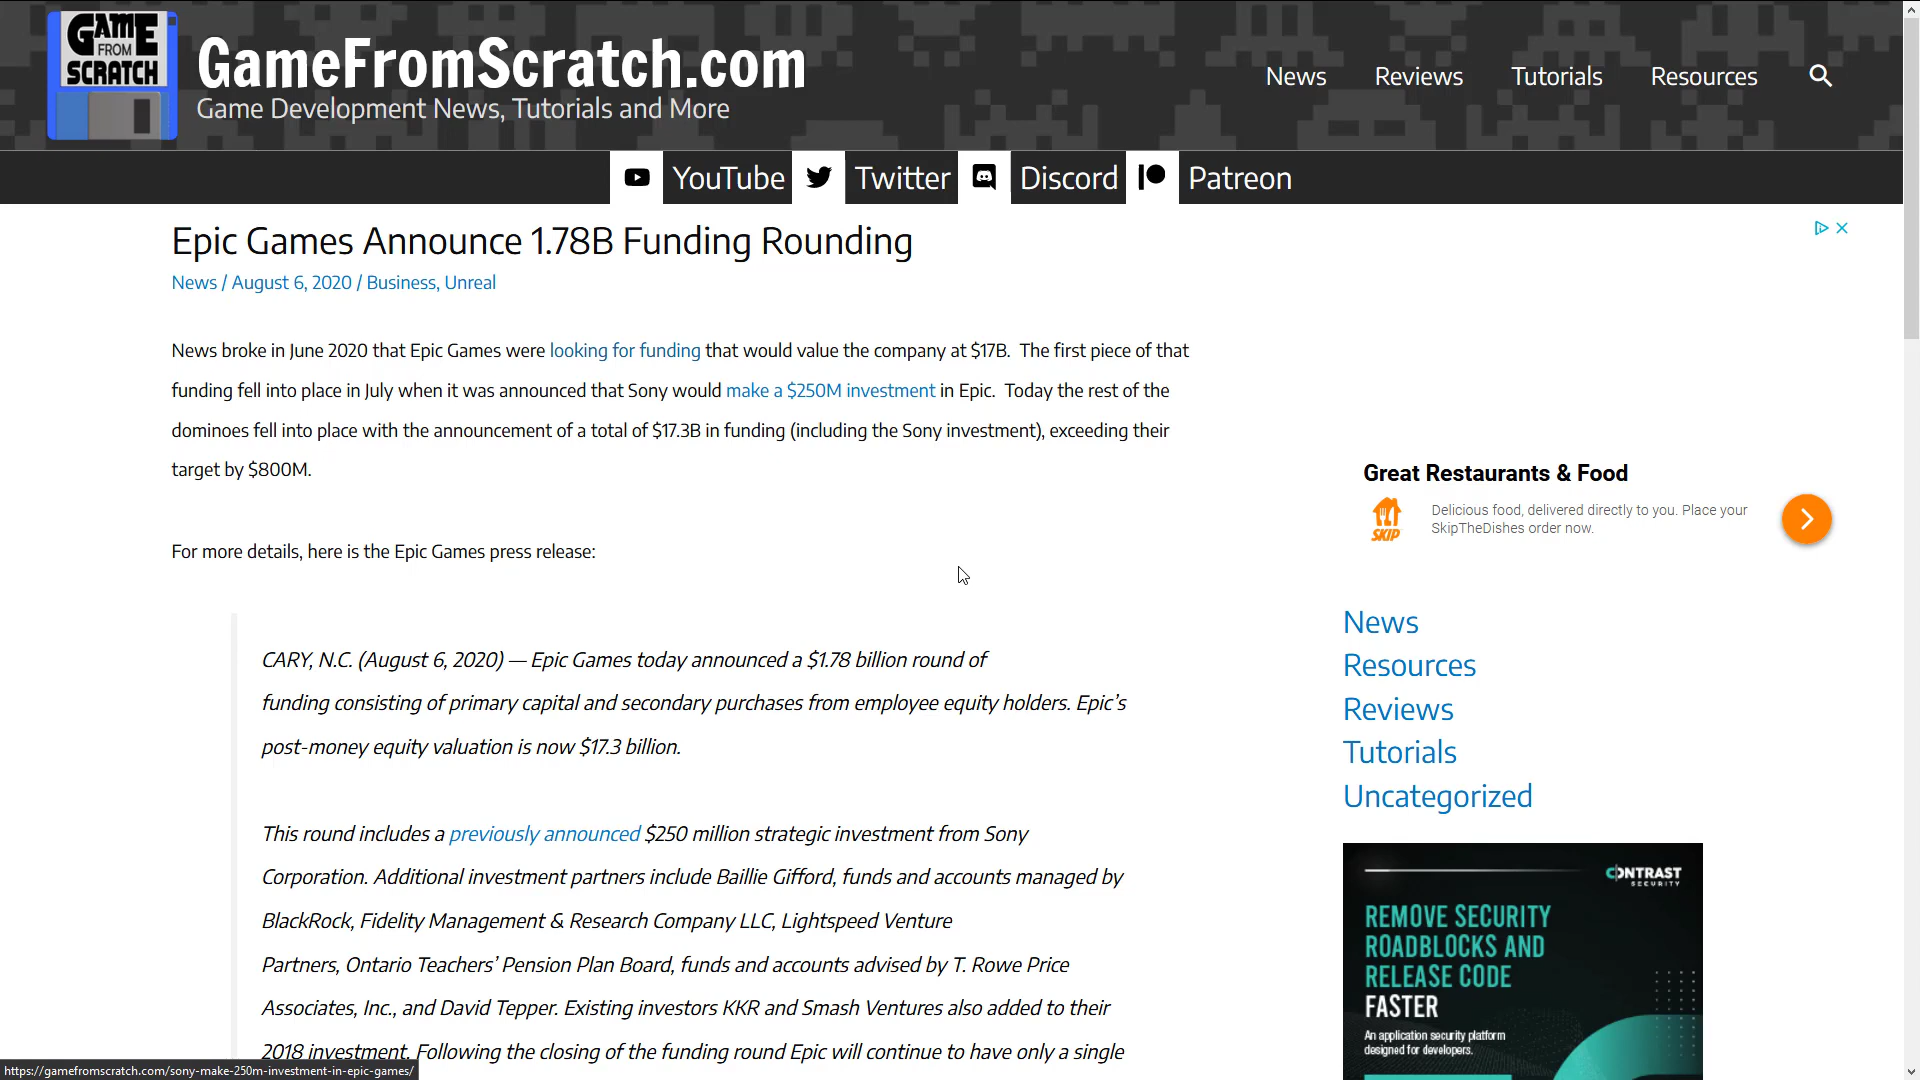 GAME
FROM
SCRATCH
GameFromScratch.com
Game Development News, Tutorials and More
News Reviews Tutorials Resources
YouTube Twitter Discord Patreon
Epic Games Announce 1.78B Funding Rounding
News / August 6, 2020 / Business, Unreal
News broke in June 2020 that Epic Games were looking for funding that would value the company at $17B. The first piece of that
funding fell into place in July when it was announced that Sony would make a $250M investment in Epic. Today the rest of the
dominoes fell into place with the announcement of a total of $17.3B in funding (including the Sony investment), exceeding their
target by $800M.
For more details, here is the Epic Games press release:
CARY, N.C. (August 6, 2020) — Epic Games today announced a $1.78 billion round of
funding consisting of primary capital and secondary purchases from employee equity holders. Epic’s
post-money equity valuation is now $17.3 billion.
This round includes a previously announced $250 million strategic investment from Sony
Corporation. Additional investment partners include Baillie Gifford, funds and accounts managed by
BlackRock, Fidelity Management & Research Company LLC, Lightspeed Venture
Partners, Ontario Teachers’ Pension Plan Board, funds and accounts advised by T. Rowe Price
Associates, Inc., and David Tepper. Existing investors KKR and Smash Ventures also added to their
2018 investment. Following the closing of the funding round Epic will continue to have only a single
https://gamefromscratch.com/sony-make-250m-investment-in-epic-games/
Great Restaurants & Food
SKIP
Delicious food, delivered directly to you. Place your
SkipTheDishes order now.
News
Resources
Reviews
Tutorials
Uncategorized
CONTRAST
SECURITY
REMOVE SECURITY
ROADBLOCKS AND
RELEASE CODE
FASTER
An application security platform
designed for developers.